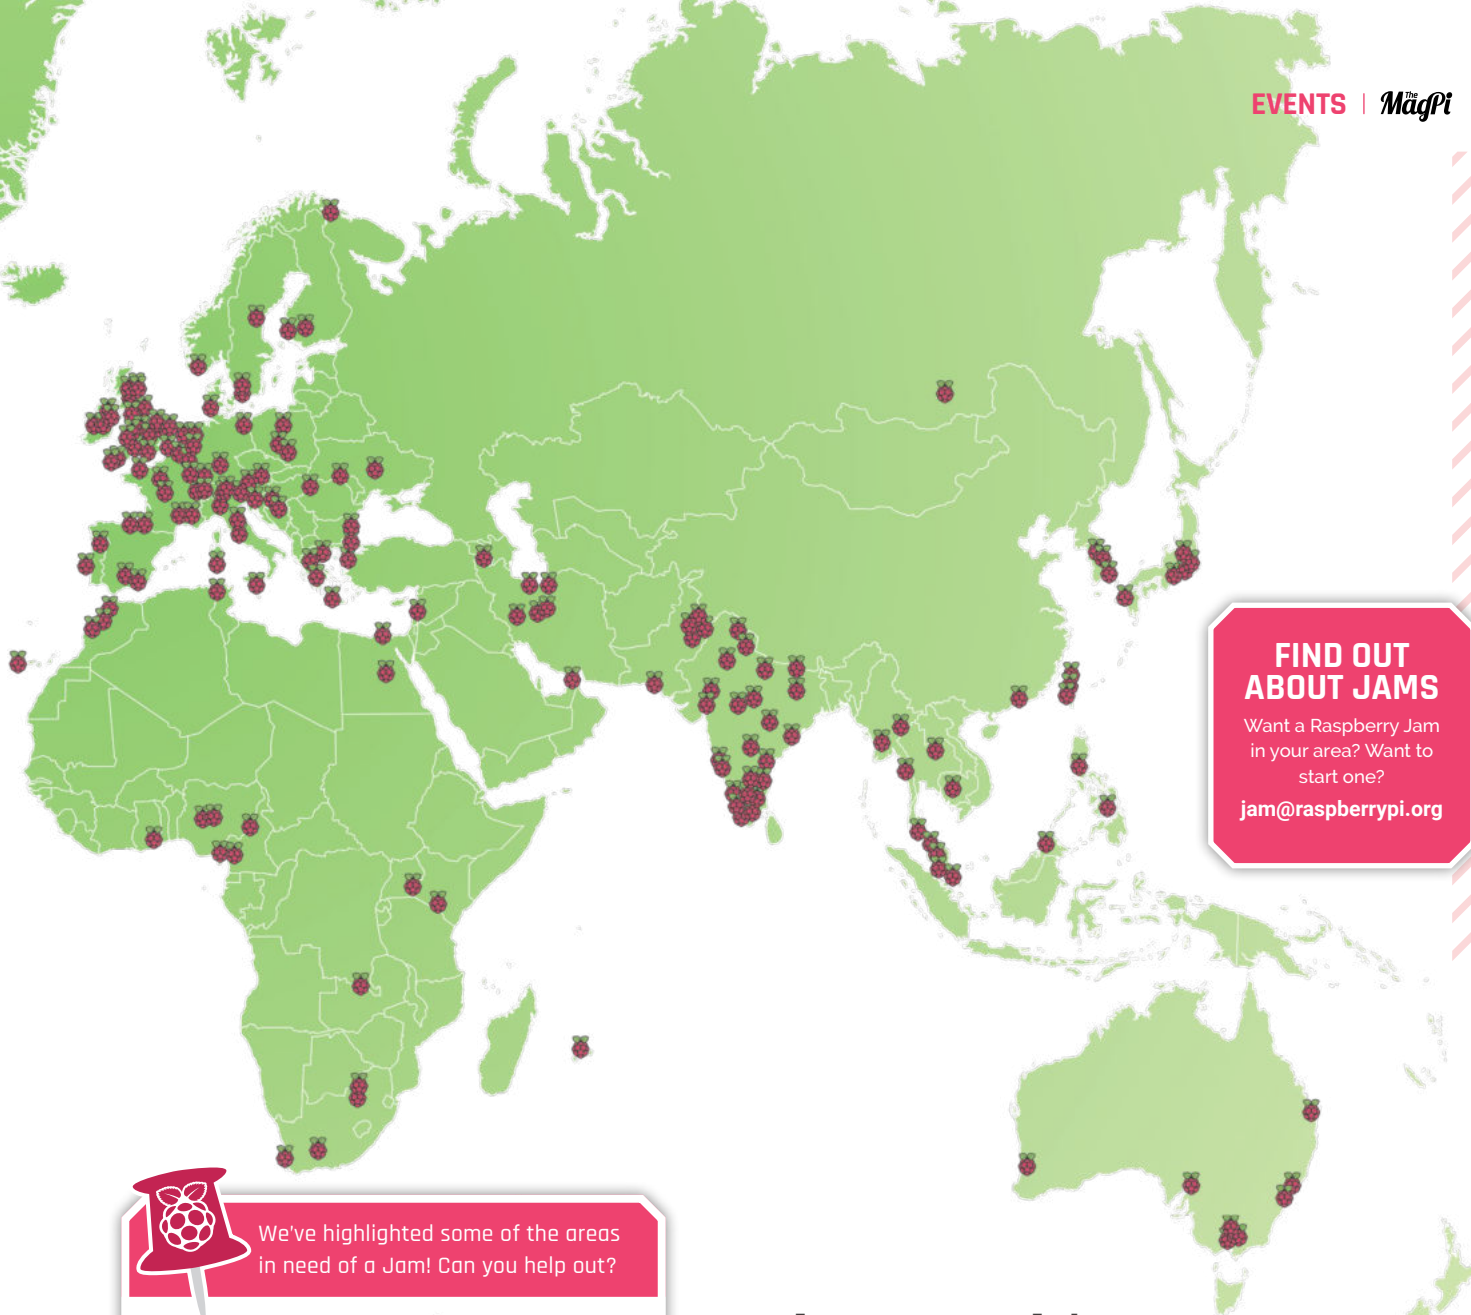 EVENTS
The MagPi
FIND OUT
ABOUT JAMS
Want a Raspberry Jam
in your area? Want to
start one?
jam@raspberrypi.org
We've highlighted some of the areas
in need of a Jam! Can you help out?